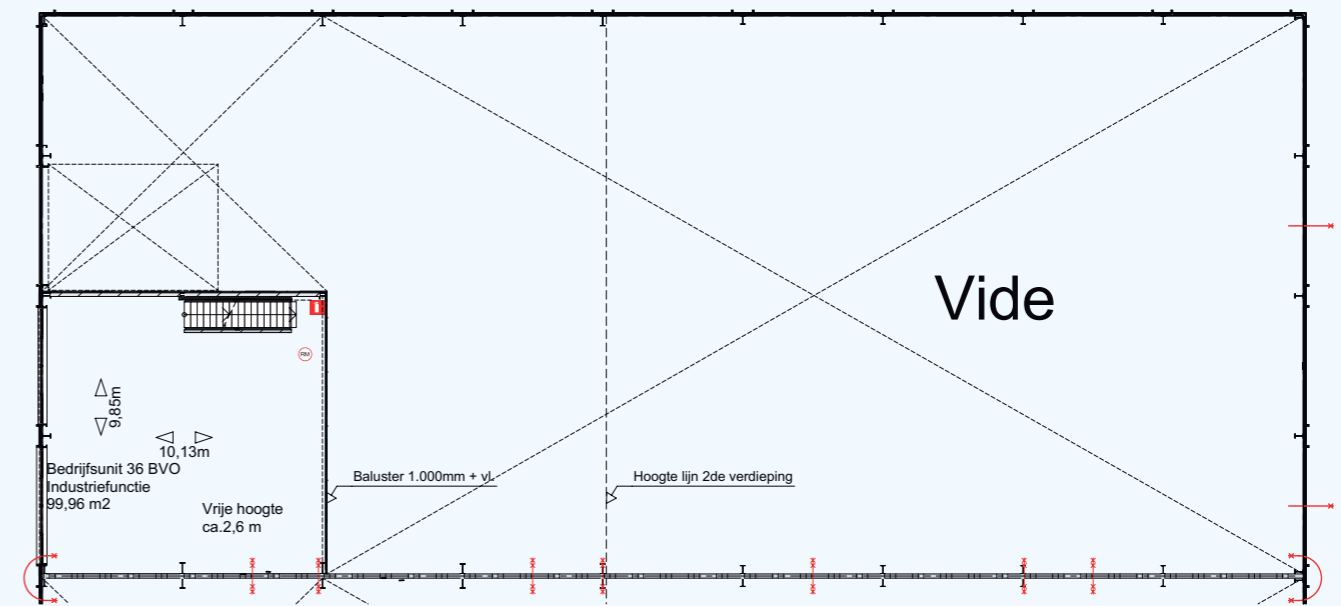 Vide
RM
9,85m
10,13m
Bedrijfsunit 36 BVO
Industriefunctie
99,96 m2
Vrije hoogte
ca.2,6 m
Baluster 1.000mm + vl.
Hoogte lijn 2de verdieping